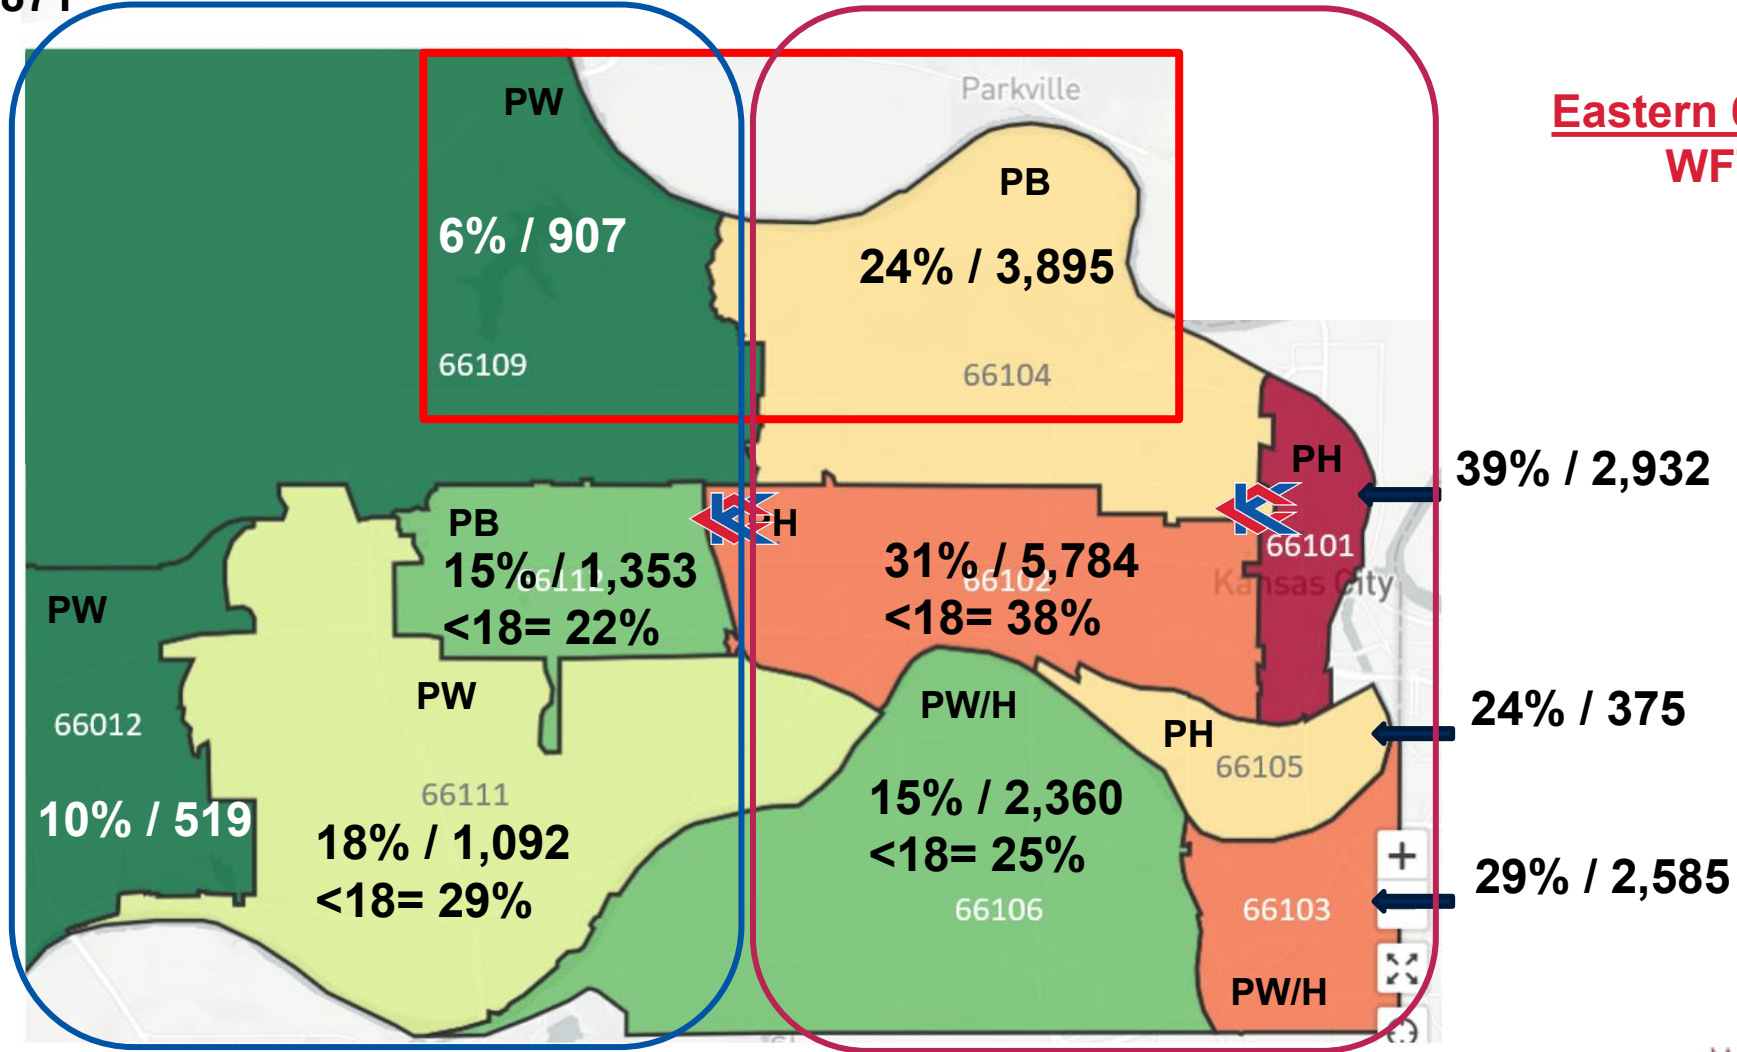 Parkville
PW
PB
Eastern
WF
6% / 907
24% / 3,895
66109
66104
PH
39% / 2,932
PB
H
15% / 1,353
66112
<18= 22%
31% / 5,784
66102
<18= 38%
66101
Kansas City
PW
PW
66012
PW/H
PH
24% / 375
66105
66111
10% / 519
18% / 1,092
<18= 29%
15% / 2,360
<18= 25%
+
29% / 2,585
66106
66103
PW/H